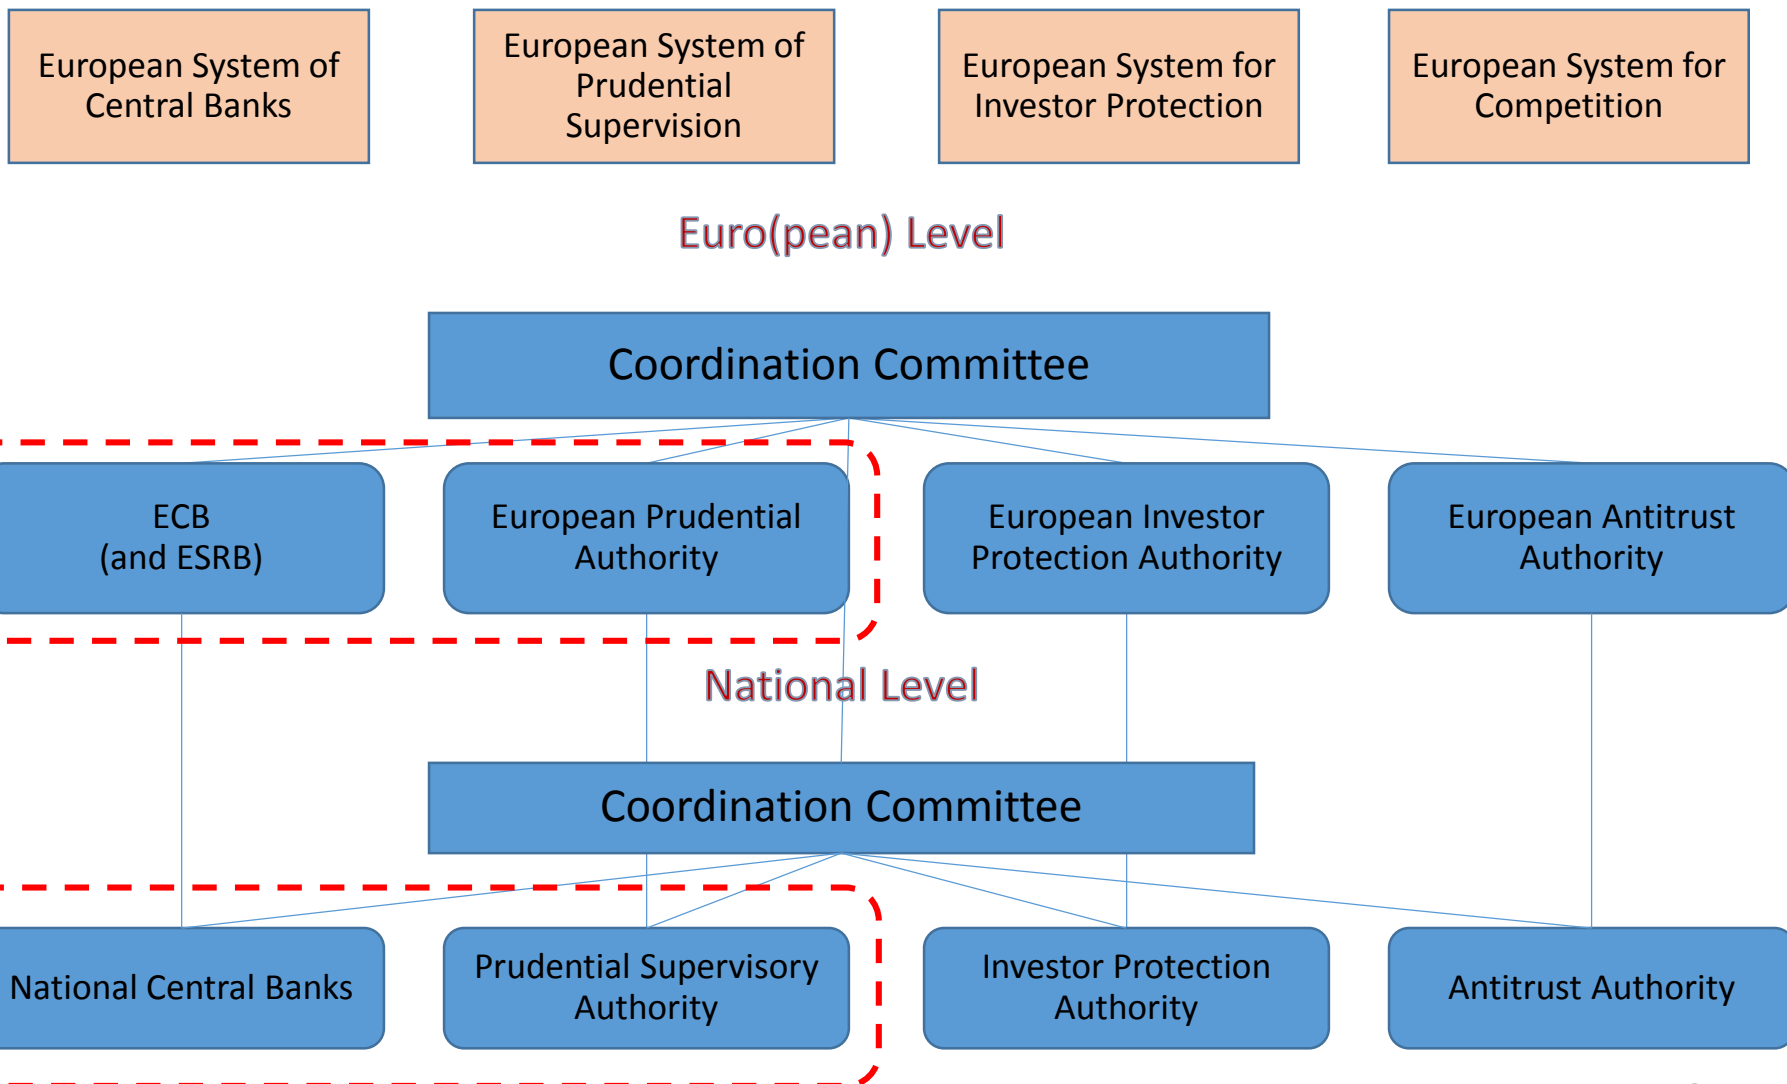 European System of
Central Banks
European System of
Prudential
Supervision
European System for
Investor Protection
European System for
Competition
Euro(pean) Level
Coordination Committee
ECB
(and ESRB)
European Prudential
Authority
European Investor
Protection Authority
European Antitrust
Authority
National Level
Coordination Committee
National Central Banks
Prudential Supervisory
Authority
Investor Protection
Authority
Antitrust Authority